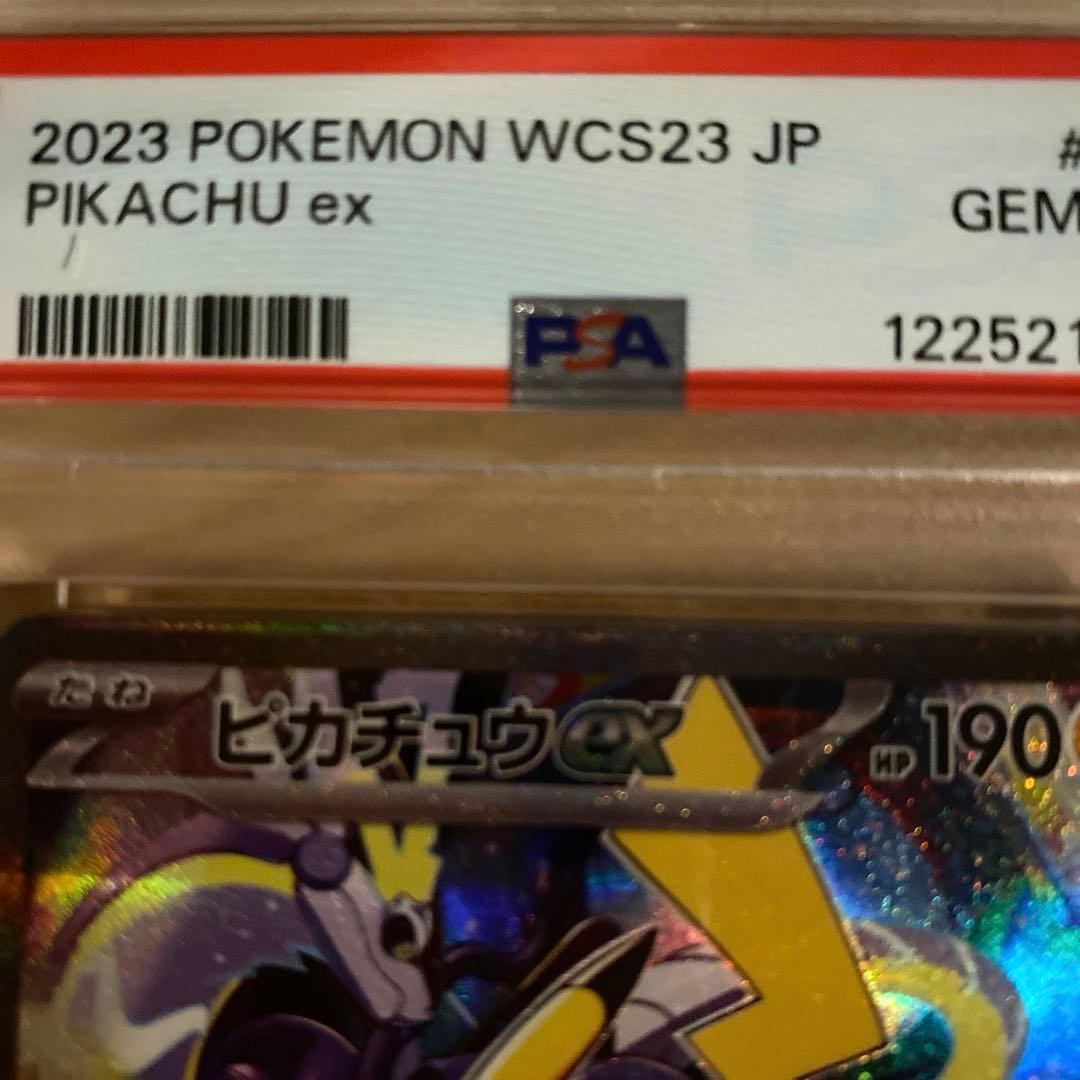 2023 POKEMON WCS23 JP #
PIKACHU ex GEM
PSA 122521
たね
ピカチュウex HP 190